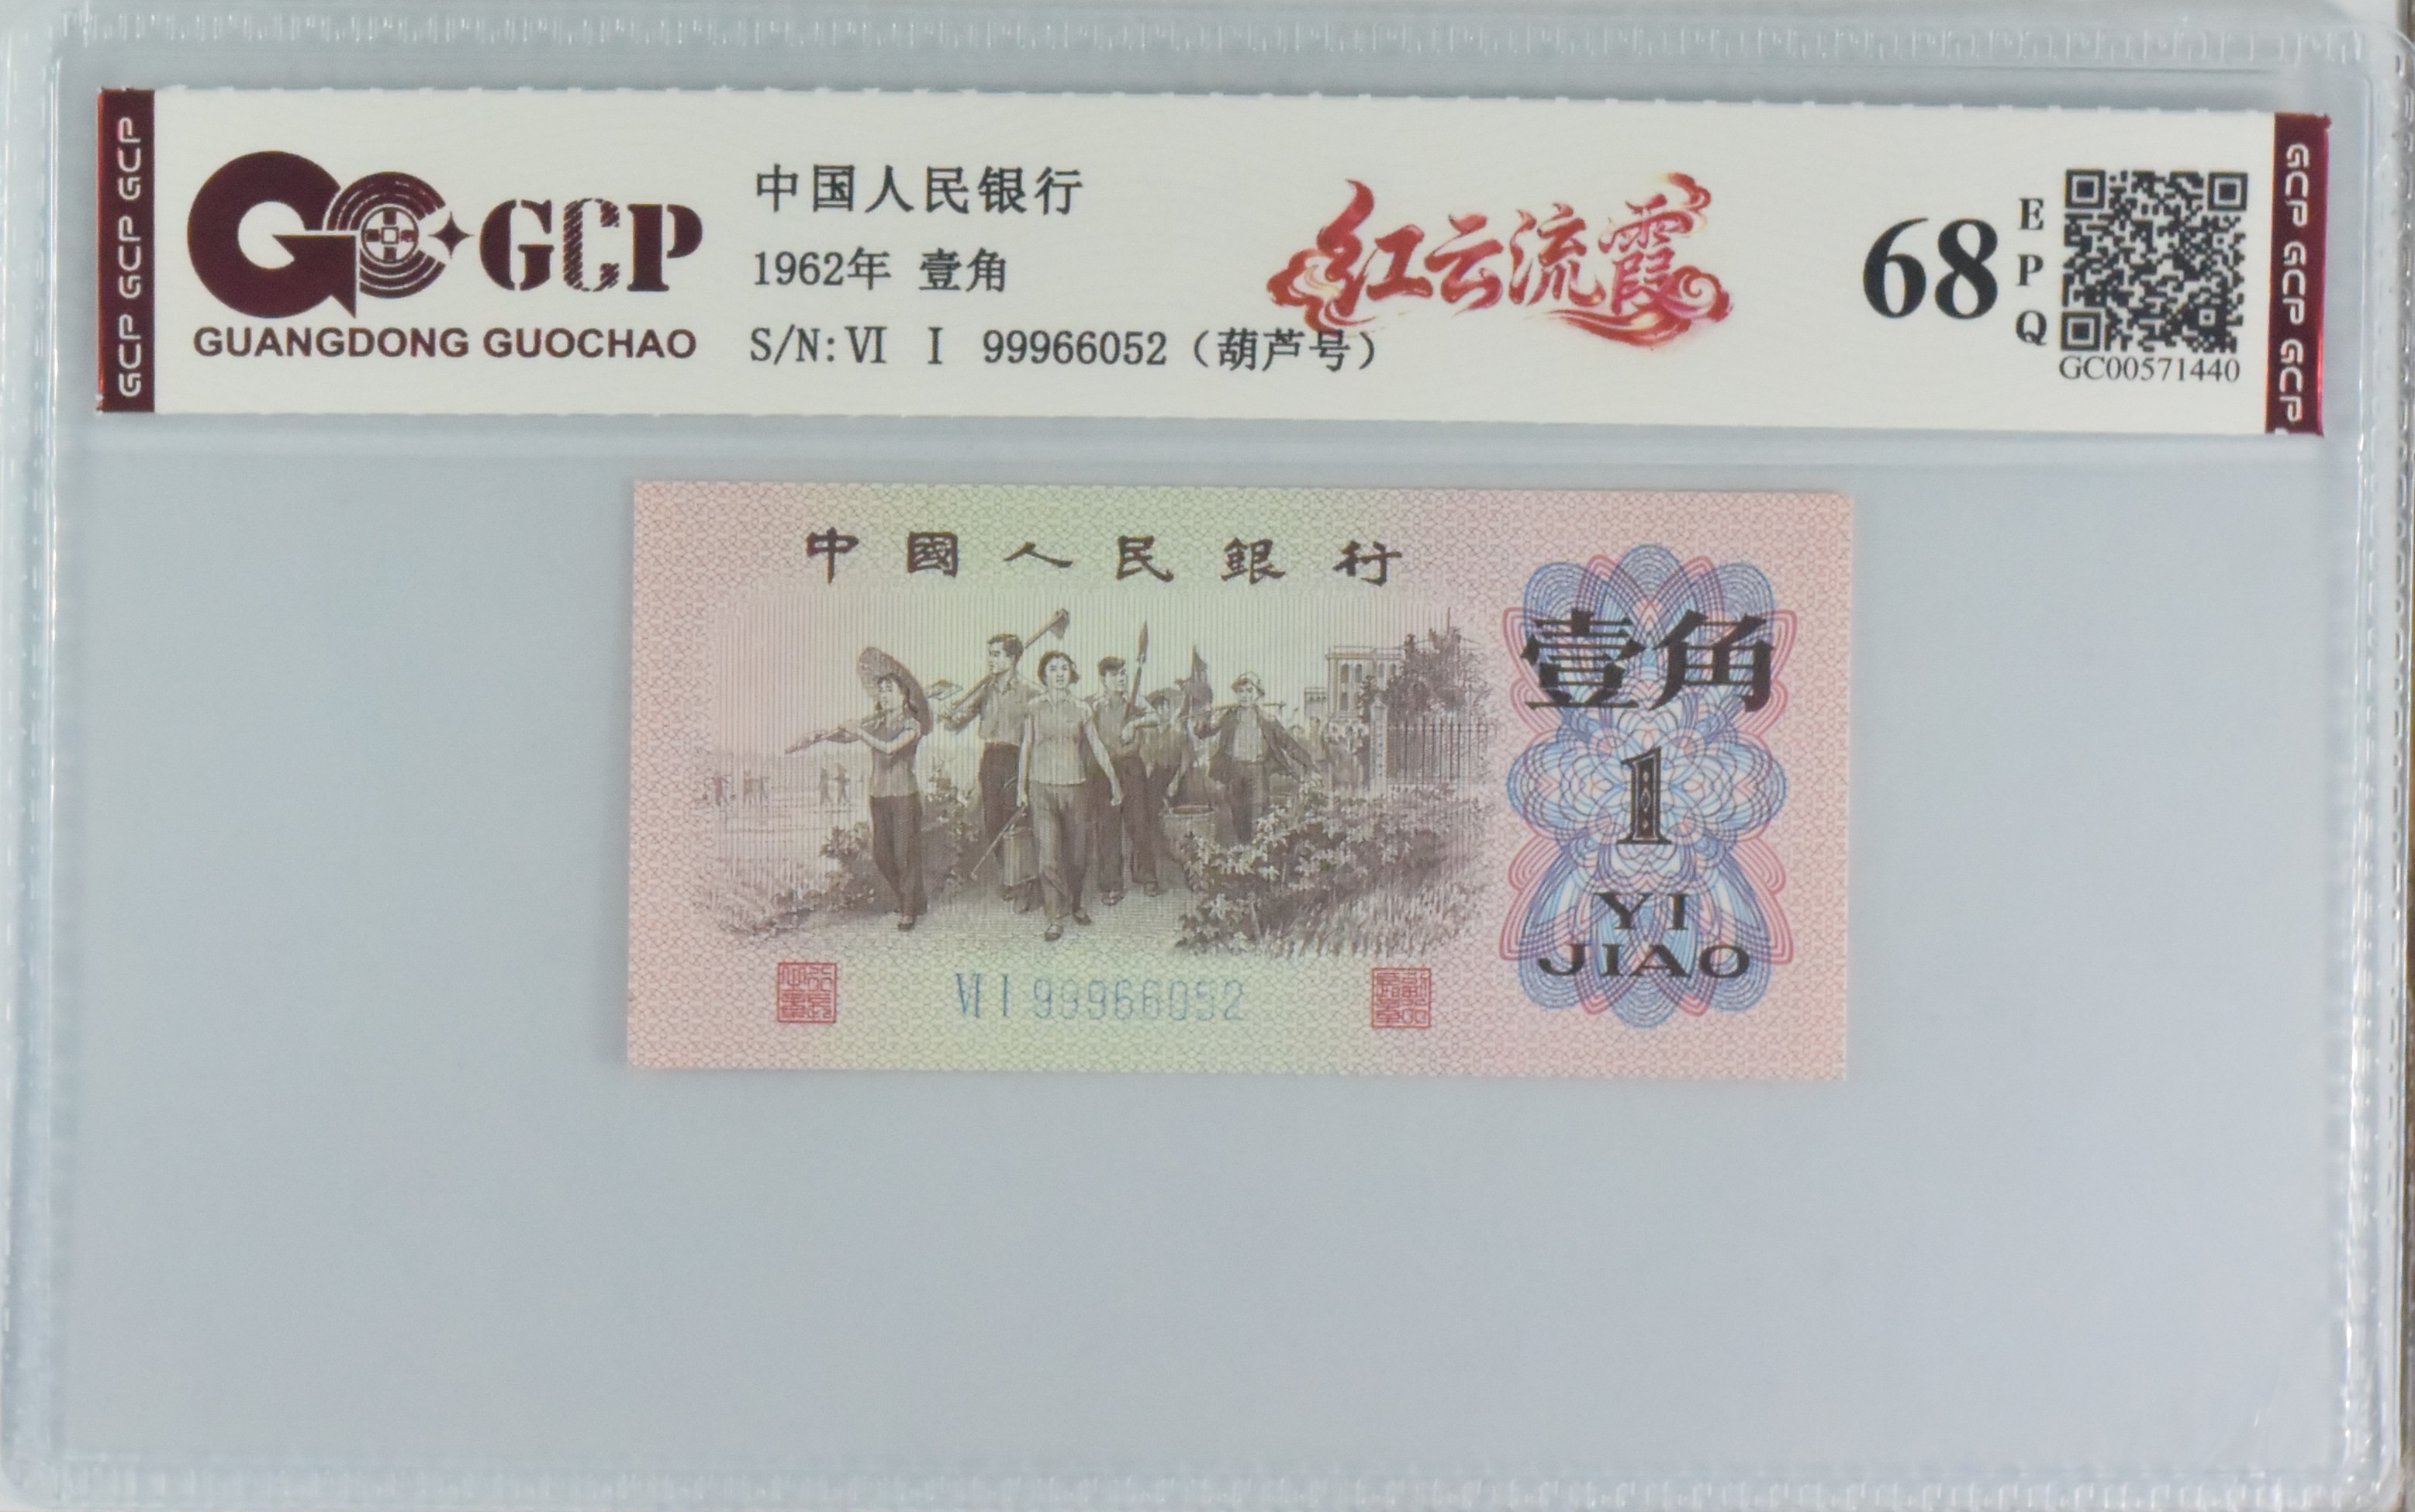 GCP GCP GCP
GCP
GUANGDONG GUOCHAO
中国人民银行
1962年 壹角
S/N:Ⅵ Ⅰ 99966052（葫芦号）
红云流霞
68
EPQ
GC00571440
GCP GCP GCP
中國人民銀行
壹角
1
YI
JIAO
Ⅵ Ⅰ 99966052